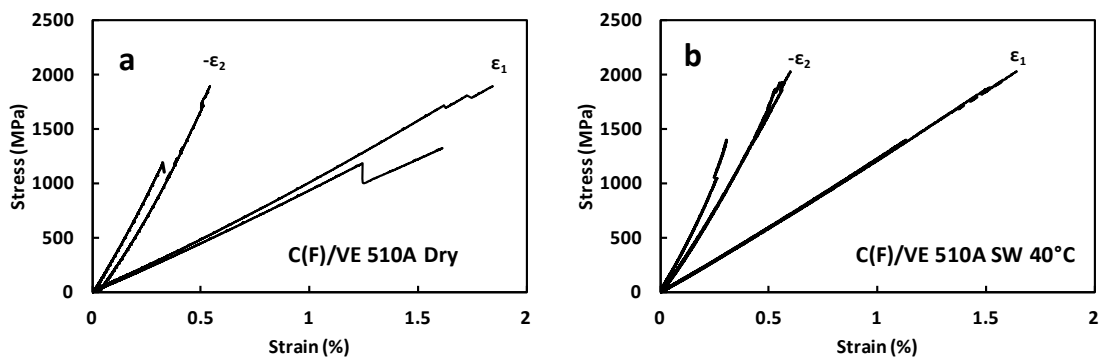 a
2500
2000
1500
1000
500
0
Stress (MPa)
-ε2
ε1
C(F)/VE 510A Dry
0 0.5 1 1.5 2
Strain (%)
b
2500
2000
1500
1000
500
0
Stress (MPa)
-ε2
ε1
C(F)/VE 510A SW 40°C
0 0.5 1 1.5 2
Strain (%)